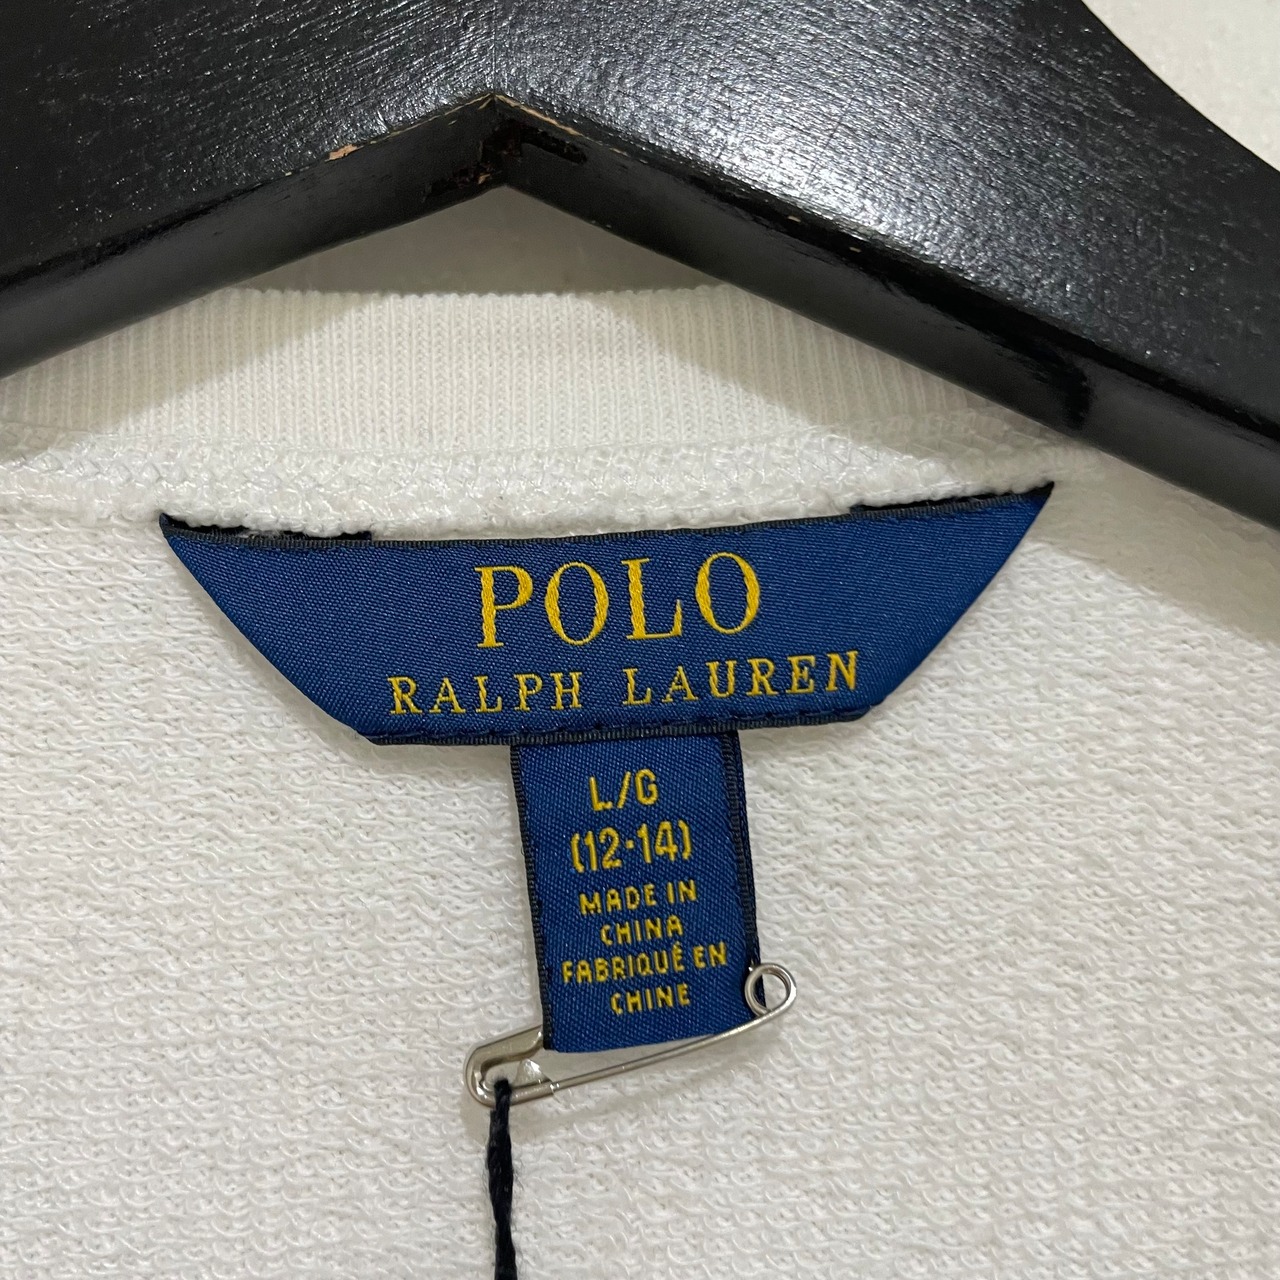 POLO
RALPH LAUREN
L/G
(12-14)
MADE IN
CHINA
FABRIQUÉ EN
CHINE